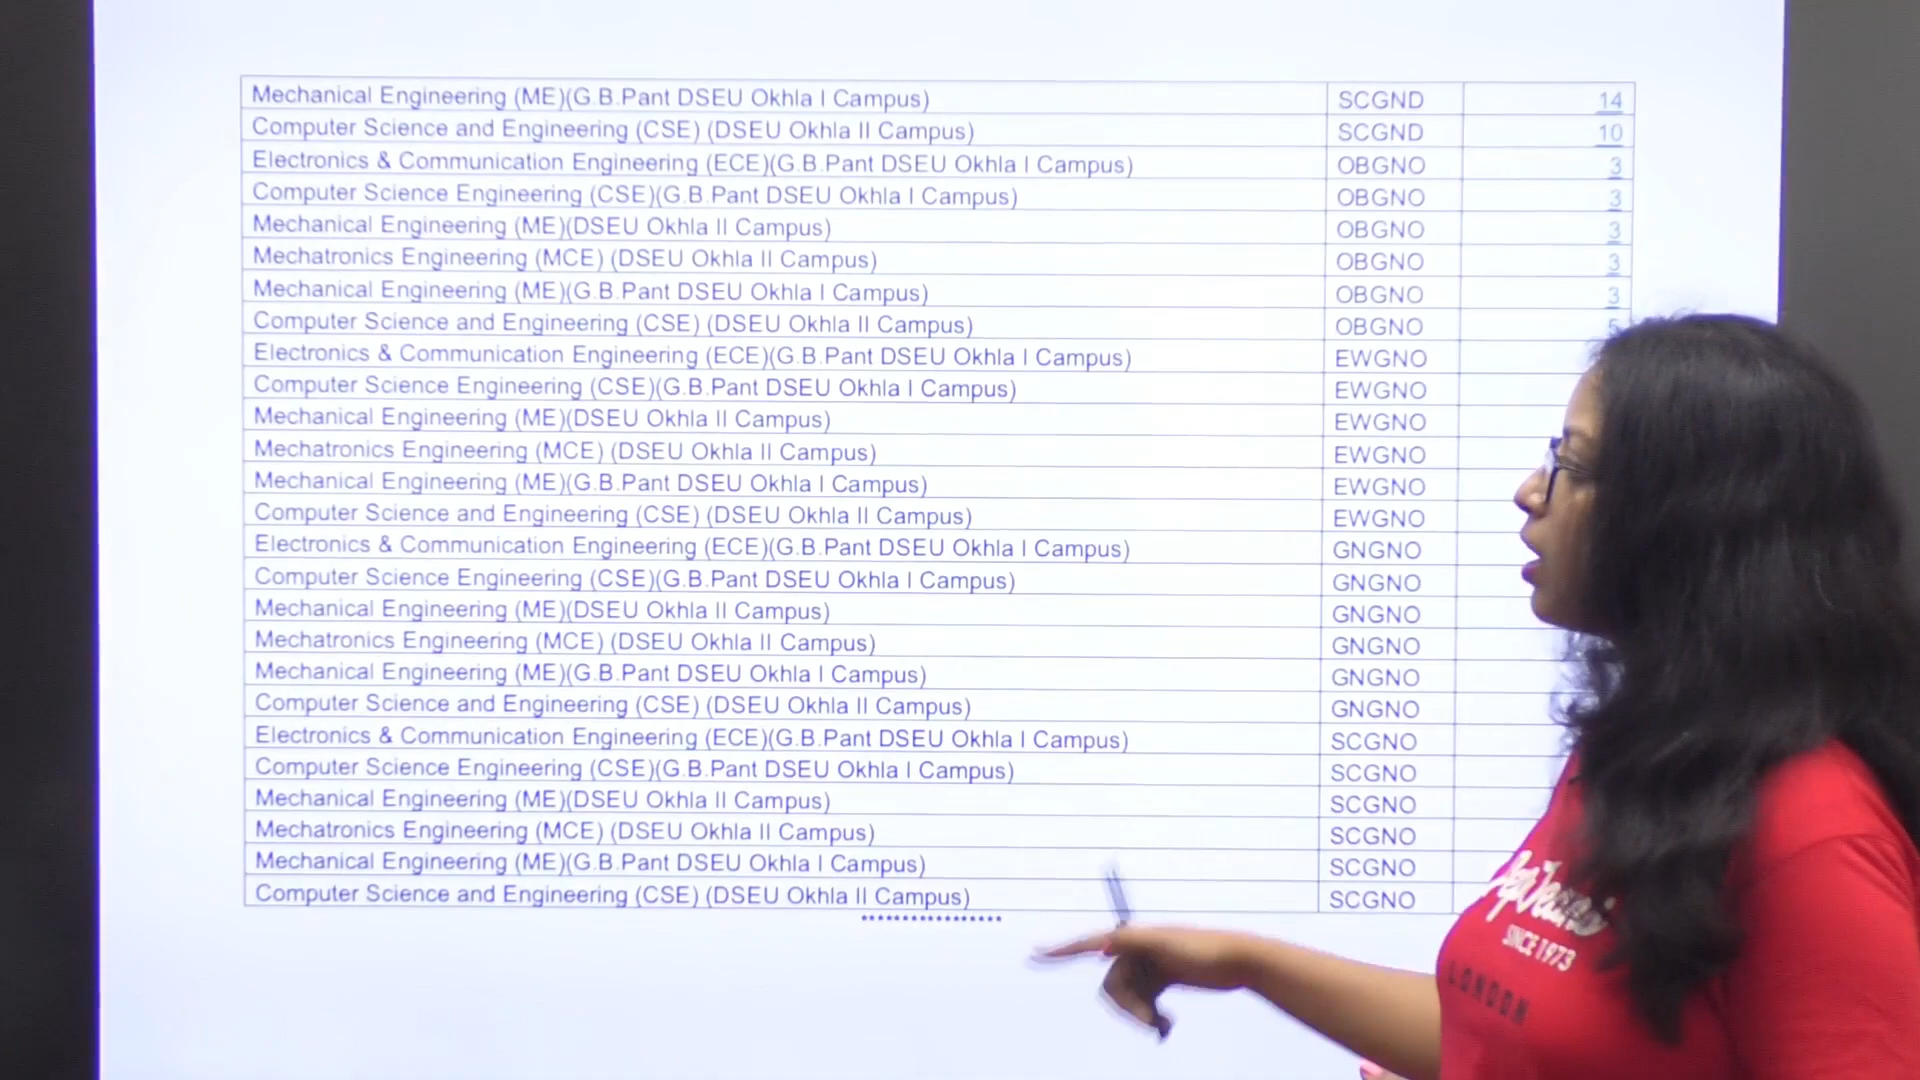 Mechanical Engineering (ME)(G.B.Pant DSEU Okhla I Campus) SCGND 14
Computer Science and Engineering (CSE) (DSEU Okhla II Campus) SCGND 10
Electronics & Communication Engineering (ECE)(G.B.Pant DSEU Okhla I Campus) OBGNO 3
Computer Science Engineering (CSE)(G.B.Pant DSEU Okhla I Campus) OBGNO 3
Mechanical Engineering (ME)(DSEU Okhla II Campus) OBGNO 3
Mechatronics Engineering (MCE) (DSEU Okhla II Campus) OBGNO 3
Mechanical Engineering (ME)(G.B.Pant DSEU Okhla I Campus) OBGNO 3
Computer Science and Engineering (CSE) (DSEU Okhla II Campus) OBGNO 5
Electronics & Communication Engineering (ECE)(G.B.Pant DSEU Okhla I Campus) EWGNO
Computer Science Engineering (CSE)(G.B.Pant DSEU Okhla I Campus) EWGNO
Mechanical Engineering (ME)(DSEU Okhla II Campus) EWGNO
Mechatronics Engineering (MCE) (DSEU Okhla II Campus) EWGNO
Mechanical Engineering (ME)(G.B.Pant DSEU Okhla I Campus) EWGNO
Computer Science and Engineering (CSE) (DSEU Okhla II Campus) EWGNO
Electronics & Communication Engineering (ECE)(G.B.Pant DSEU Okhla I Campus) GNGNO
Computer Science Engineering (CSE)(G.B.Pant DSEU Okhla I Campus) GNGNO
Mechanical Engineering (ME)(DSEU Okhla II Campus) GNGNO
Mechatronics Engineering (MCE) (DSEU Okhla II Campus) GNGNO
Mechanical Engineering (ME)(G.B.Pant DSEU Okhla I Campus) GNGNO
Computer Science and Engineering (CSE) (DSEU Okhla II Campus) GNGNO
Electronics & Communication Engineering (ECE)(G.B.Pant DSEU Okhla I Campus) SCGNO
Computer Science Engineering (CSE)(G.B.Pant DSEU Okhla I Campus) SCGNO
Mechanical Engineering (ME)(DSEU Okhla II Campus) SCGNO
Mechatronics Engineering (MCE) (DSEU Okhla II Campus) SCGNO
Mechanical Engineering (ME)(G.B.Pant DSEU Okhla I Campus) SCGNO
Computer Science and Engineering (CSE) (DSEU Okhla II Campus) SCGNO
*****************
SINCE 1973
LONDON